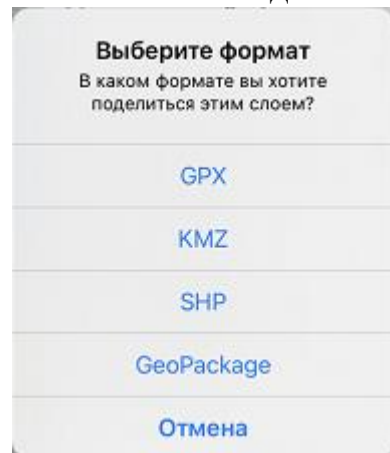 Выберите формат
В каком формате вы хотите
поделиться этим слоем?
GPX
KMZ
SHP
GeoPackage
Отмена